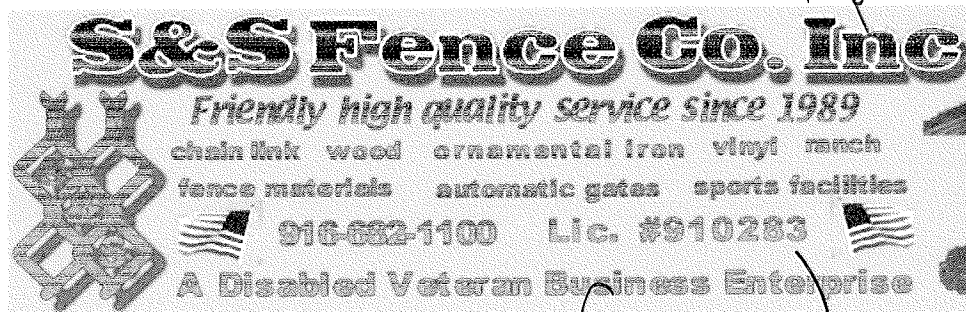 S&S Fence Co. Inc
Friendly high quality service since 1989
chain link wood ornamental iron vinyl ranch
fence materials automatic gates sports facilities
916-682-1100 Lic. #910283
A Disabled Veteran Business Enterprise